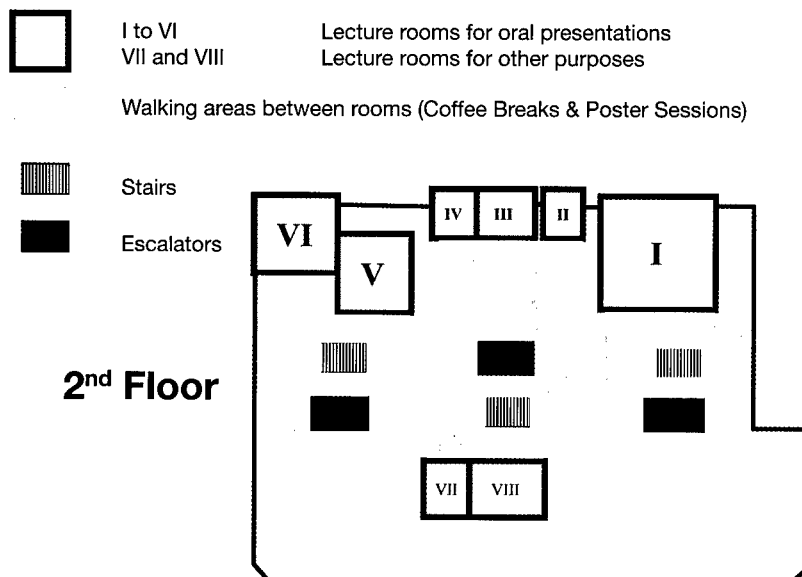 I to VI Lecture rooms for oral presentations
VII and VIII Lecture rooms for other purposes
Walking areas between rooms (Coffee Breaks & Poster Sessions)
Stairs
Escalators
IV III II
VI
I
V
2nd Floor
VII VIII